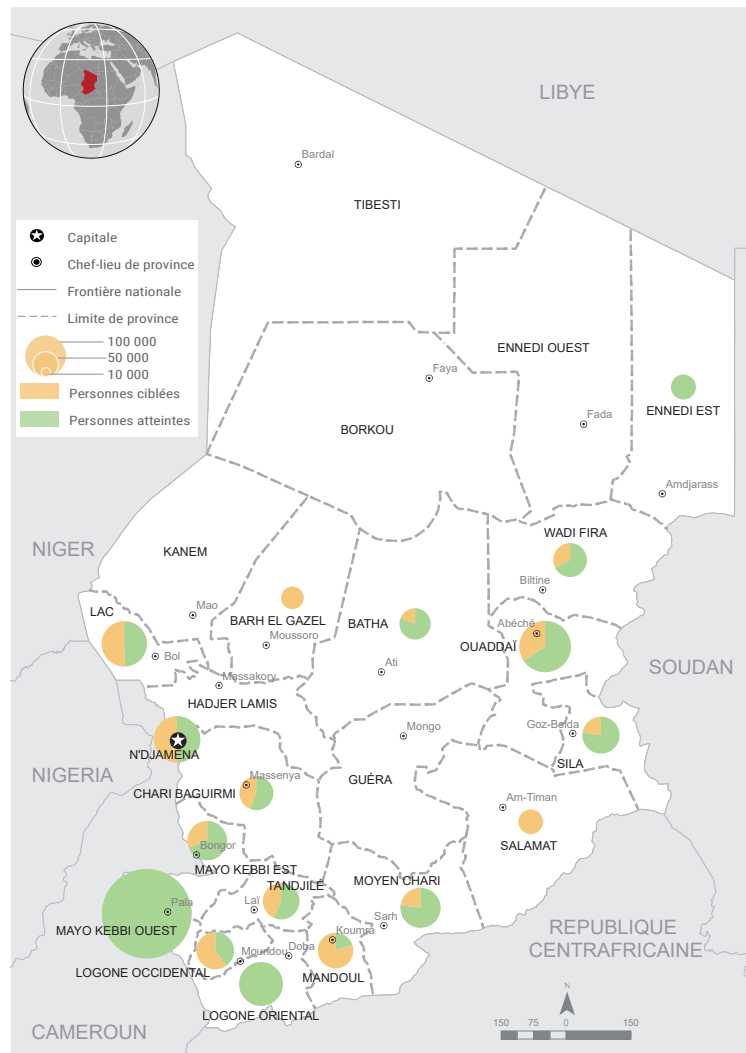 LIBYE
Bardaï
TIBESTI
Capitale
Chef-lieu de province
Frontière nationale
Limite de province
100 000
50 000
10 000
Personnes ciblées
Personnes atteintes
ENNEDI OUEST
Faya
ENNEDI EST
Fada
BORKOU
Amdjarass
WADI FIRA
NIGER
KANEM
Biltine
LAC
Mao
BARH EL GAZEL
BATHA
Abéché
Moussoro
OUADDAÏ
Bol
SOUDAN
Ati
Massakory
HADJER LAMIS
Goz-Beida
Mongo
N'DJAMENA
SILA
NIGERIA
GUÉRA
Massenya
CHARI BAGUIRMI
Am-Timan
SALAMAT
Bongor
MAYO KEBBI EST
MOYEN CHARI
TANDJILÉ
Pala
Laï
Sarh
MAYO KEBBI OUEST
REPUBLIQUE
CENTRAFRICAINE
Koumra
Moundou
Doba
LOGONE OCCIDENTAL
MANDOUL
LOGONE ORIENTAL
CAMEROUN
N
150 75 0 150